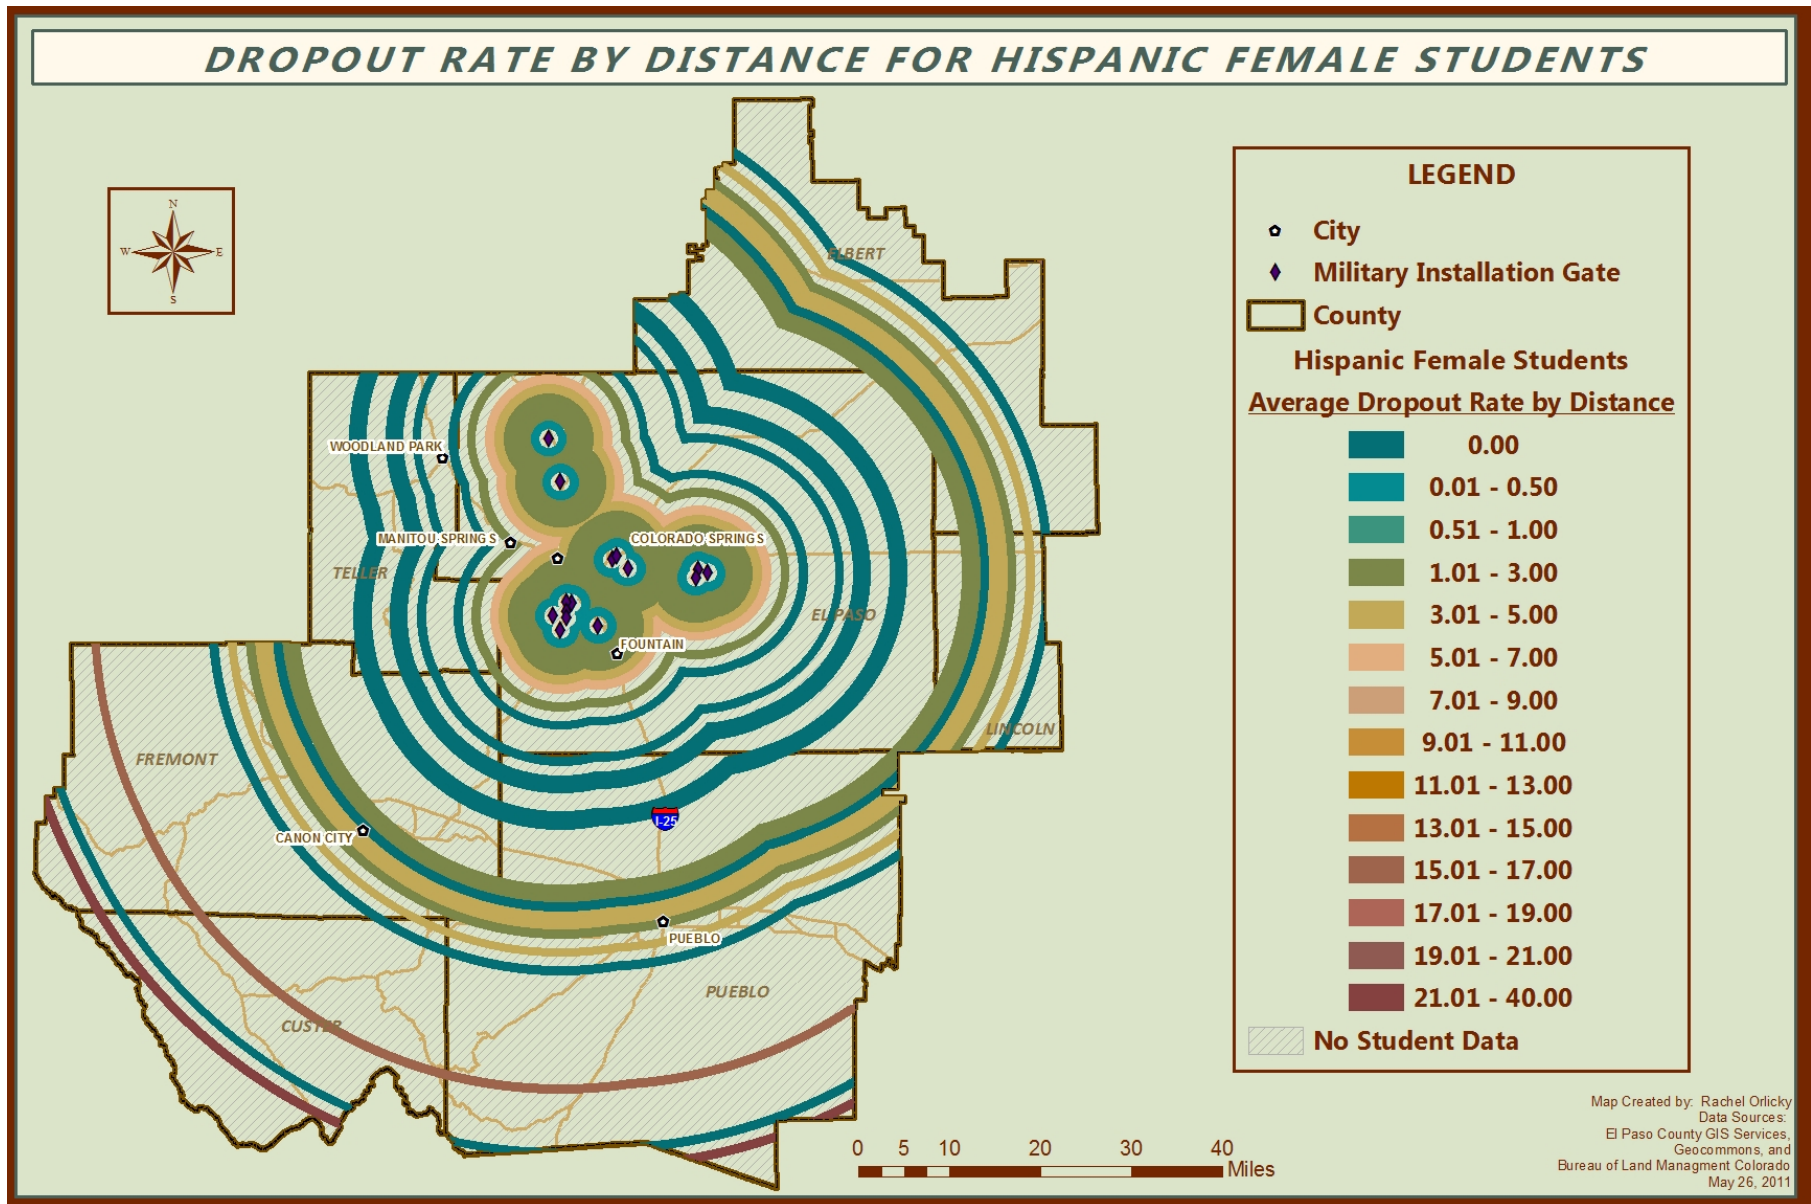 DROPOUT RATE BY DISTANCE FOR HISPANIC FEMALE STUDENTS
N
W
E
S
ELBERT
WOODLAND PARK
MANITOU SPRINGS
COLORADO SPRINGS
TELLER
EL PASO
FOUNTAIN
LINCOLN
FREMONT
I-25
CANON CITY
PUEBLO
PUEBLO
CUSTER
LEGEND
City
Military Installation Gate
County
Hispanic Female Students
Average Dropout Rate by Distance
0.00
0.01 - 0.50
0.51 - 1.00
1.01 - 3.00
3.01 - 5.00
5.01 - 7.00
7.01 - 9.00
9.01 - 11.00
11.01 - 13.00
13.01 - 15.00
15.01 - 17.00
17.01 - 19.00
19.01 - 21.00
21.01 - 40.00
No Student Data
0 5 10 20 30 40
Miles
Map Created by: Rachel Orlicky
Data Sources:
El Paso County GIS Services,
Geocommons, and
Bureau of Land Managment Colorado
May 26, 2011